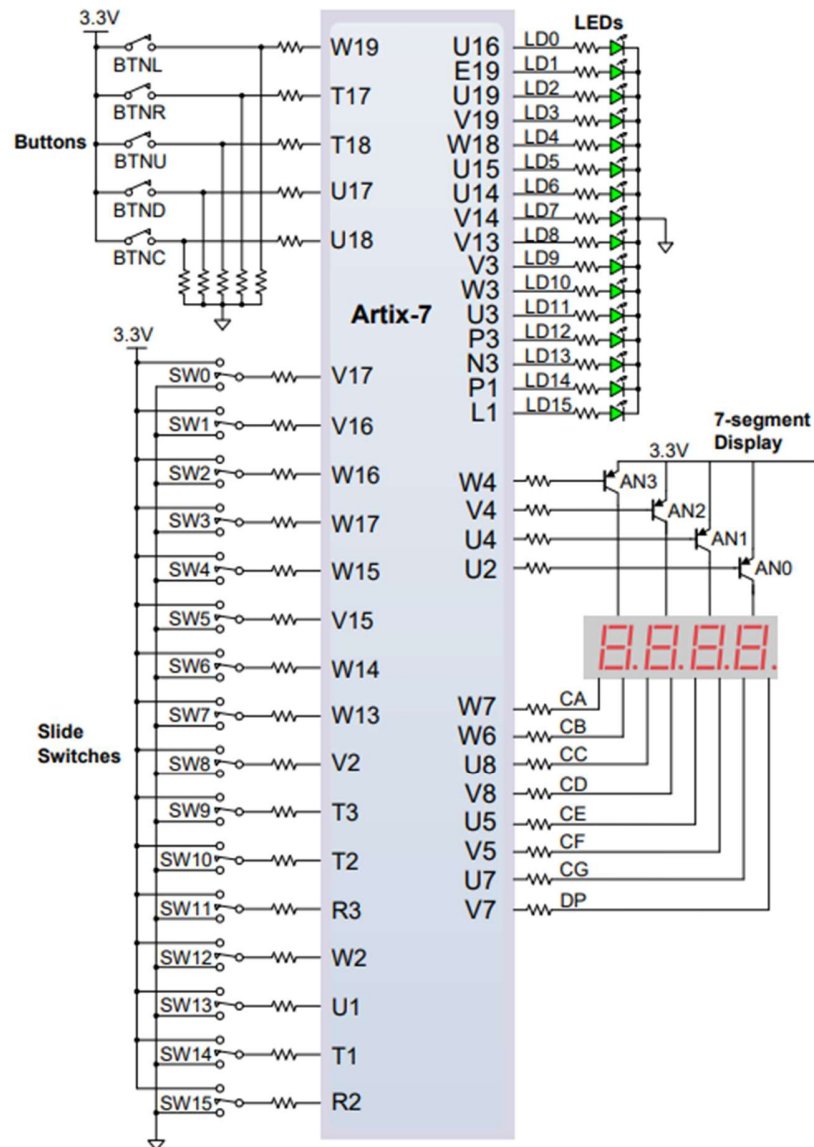 3.3V
BTNL
W19
BTNR
T17
Buttons
BTNU
T18
BTND
U17
BTNC
U18
Artix-7
3.3V
SW0
V17
SW1
V16
SW2
W16
SW3
W17
SW4
W15
SW5
V15
SW6
W14
SW7
W13
Slide
Switches
SW8
V2
SW9
T3
SW10
T2
SW11
R3
SW12
W2
SW13
U1
SW14
T1
SW15
R2
LEDs
U16 LD0
E19 LD1
U19 LD2
V19 LD3
W18 LD4
U15 LD5
U14 LD6
V14 LD7
V13 LD8
V3 LD9
W3 LD10
U3 LD11
P3 LD12
N3 LD13
P1 LD14
L1 LD15
7-segment
Display
3.3V
W4 AN3
V4 AN2
U4 AN1
U2 AN0
8.8.8.8.
W7 CA
W6 CB
U8 CC
V8 CD
U5 CE
V5 CF
U7 CG
V7 DP